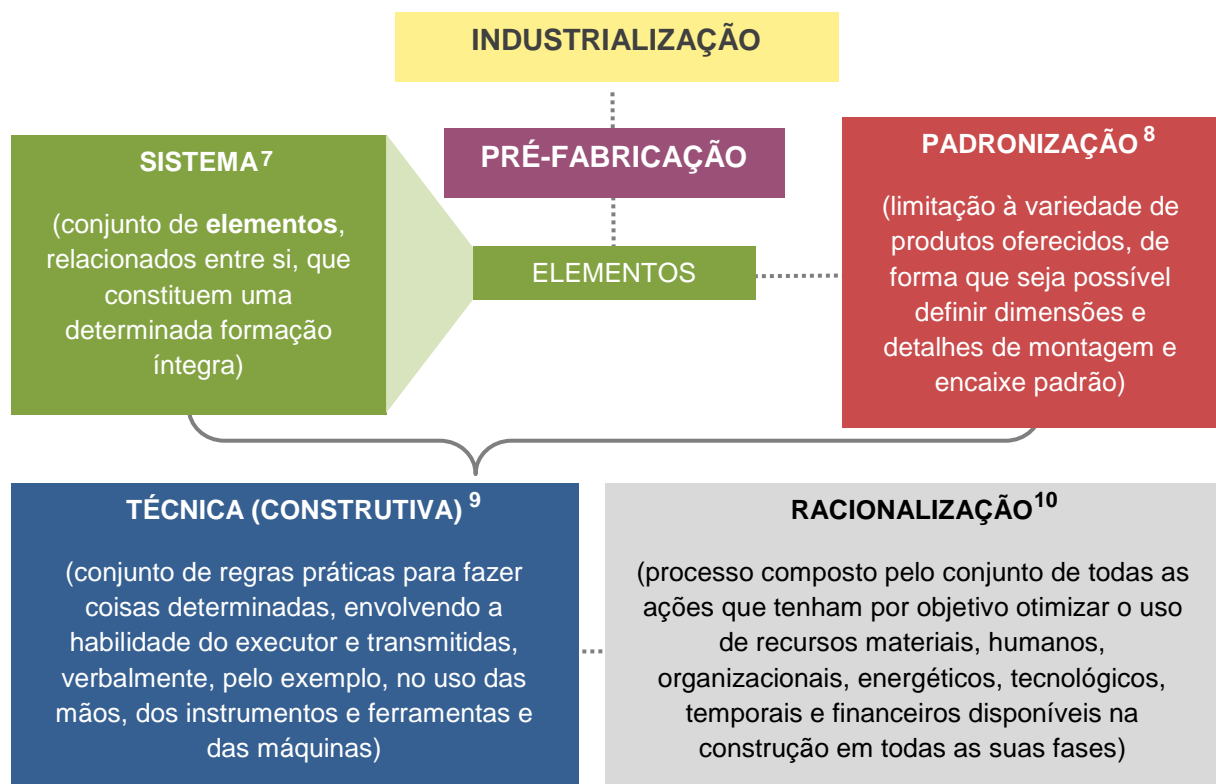 INDUSTRIALIZAÇÃO
PRÉ-FABRICAÇÃO
ELEMENTOS
SISTEMA7
(conjunto de elementos,
relacionados entre si, que
constituem uma
determinada formação
íntegra)
PADRONIZAÇÃO 8
(limitação à variedade de
produtos oferecidos, de
forma que seja possível
definir dimensões e
detalhes de montagem e
encaixe padrão)
TÉCNICA (CONSTRUTIVA) 9
(conjunto de regras práticas para fazer
coisas determinadas, envolvendo a
habilidade do executor e transmitidas,
verbalmente, pelo exemplo, no uso das
mãos, dos instrumentos e ferramentas e
das máquinas)
RACIONALIZAÇÃO10
(processo composto pelo conjunto de todas as
ações que tenham por objetivo otimizar o uso
de recursos materiais, humanos,
organizacionais, energéticos, tecnológicos,
temporais e financeiros disponíveis na
construção em todas as suas fases)